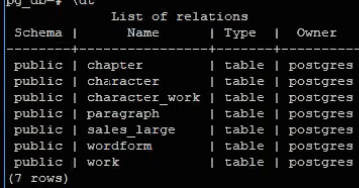 pg_db=# \dt
List of relations
Schema | Name | Type | Owner
--------+----------------+-------+----------
public | chapter | table | postgres
public | character | table | postgres
public | character_work | table | postgres
public | paragraph | table | postgres
public | sales_large | table | postgres
public | wordform | table | postgres
public | work | table | postgres
(7 rows)